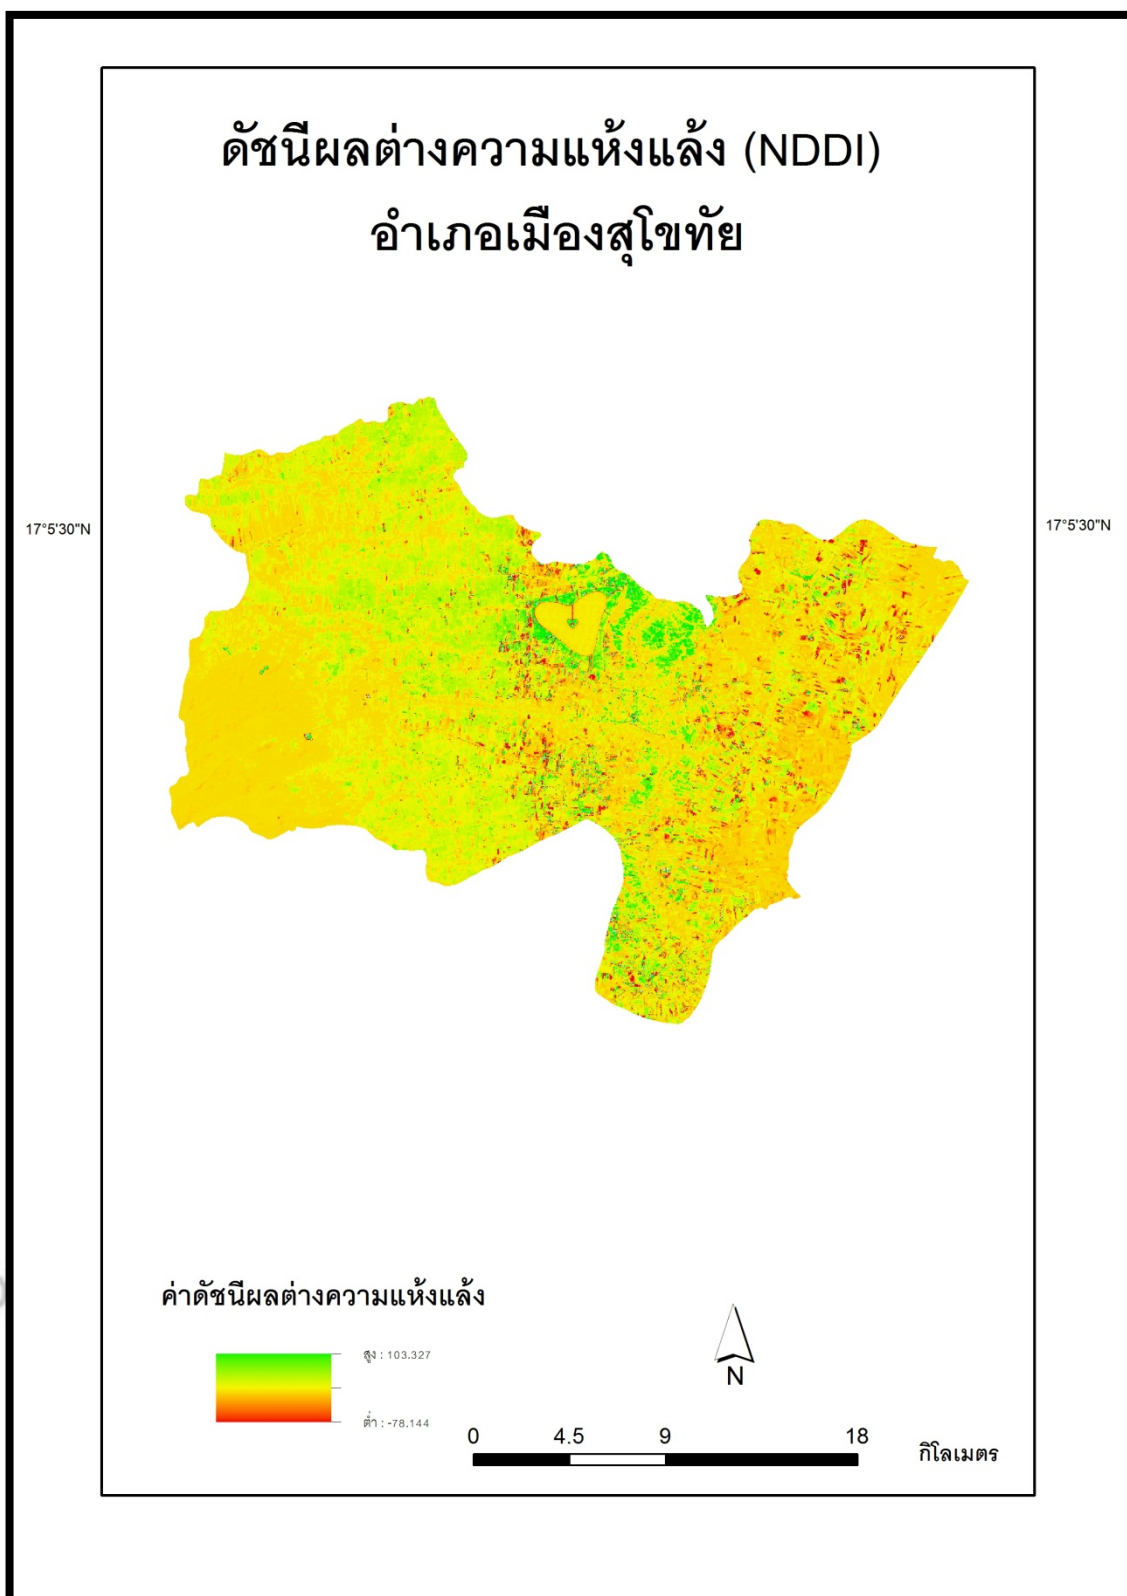 ดัชนีผลต่างความแห้งแล้ง (NDDI)
อำเภอเมืองสุโขทัย
17°5'30"N
17°5'30"N
ค่าดัชนีผลต่างความแห้งแล้ง
สูง : 103.327
ต่ำ : -78.144
N
0 4.5 9 18
กิโลเมตร